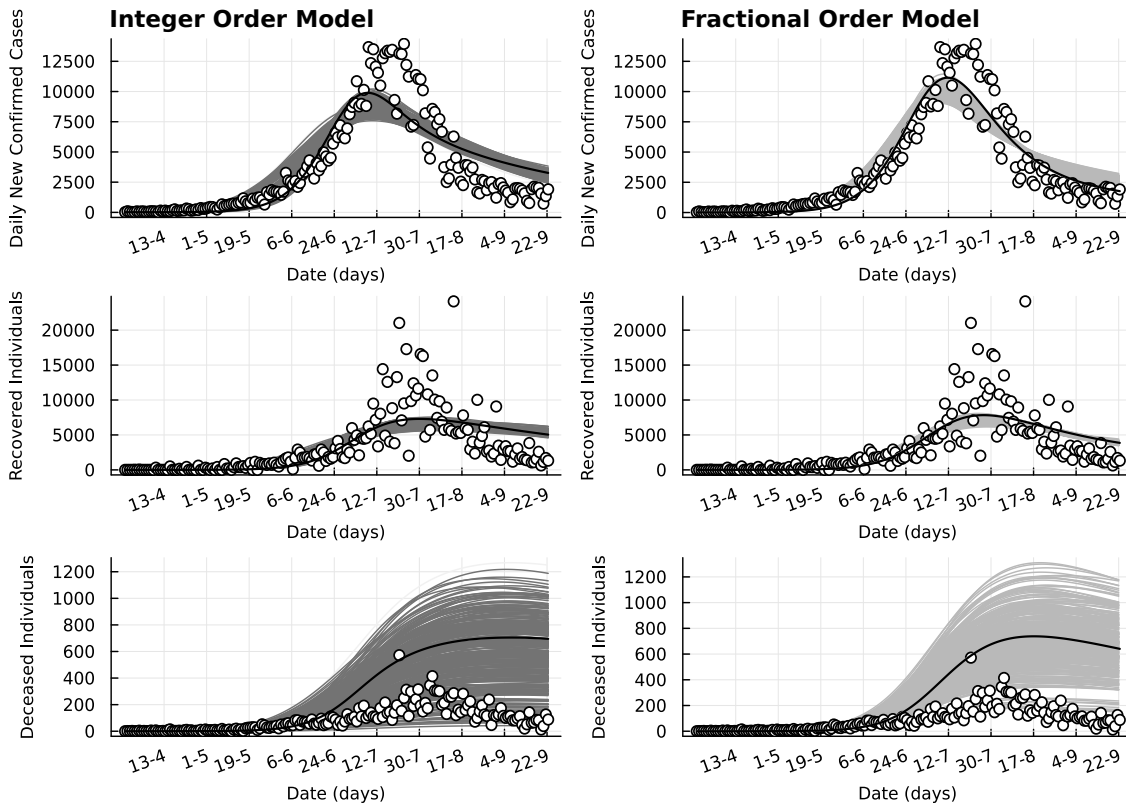 Integer Order Model
Fractional Order Model
Daily New Confirmed Cases
12500
10000
7500
5000
2500
0
13-4 1-5 19-5 6-6 24-6 12-7 30-7 17-8 4-9 22-9
Date (days)
Daily New Confirmed Cases
12500
10000
7500
5000
2500
0
13-4 1-5 19-5 6-6 24-6 12-7 30-7 17-8 4-9 22-9
Date (days)
Recovered Individuals
20000
15000
10000
5000
0
13-4 1-5 19-5 6-6 24-6 12-7 30-7 17-8 4-9 22-9
Date (days)
Recovered Individuals
20000
15000
10000
5000
0
13-4 1-5 19-5 6-6 24-6 12-7 30-7 17-8 4-9 22-9
Date (days)
Deceased Individuals
1200
1000
800
600
400
200
0
13-4 1-5 19-5 6-6 24-6 12-7 30-7 17-8 4-9 22-9
Date (days)
Deceased Individuals
1200
1000
800
600
400
200
0
13-4 1-5 19-5 6-6 24-6 12-7 30-7 17-8 4-9 22-9
Date (days)